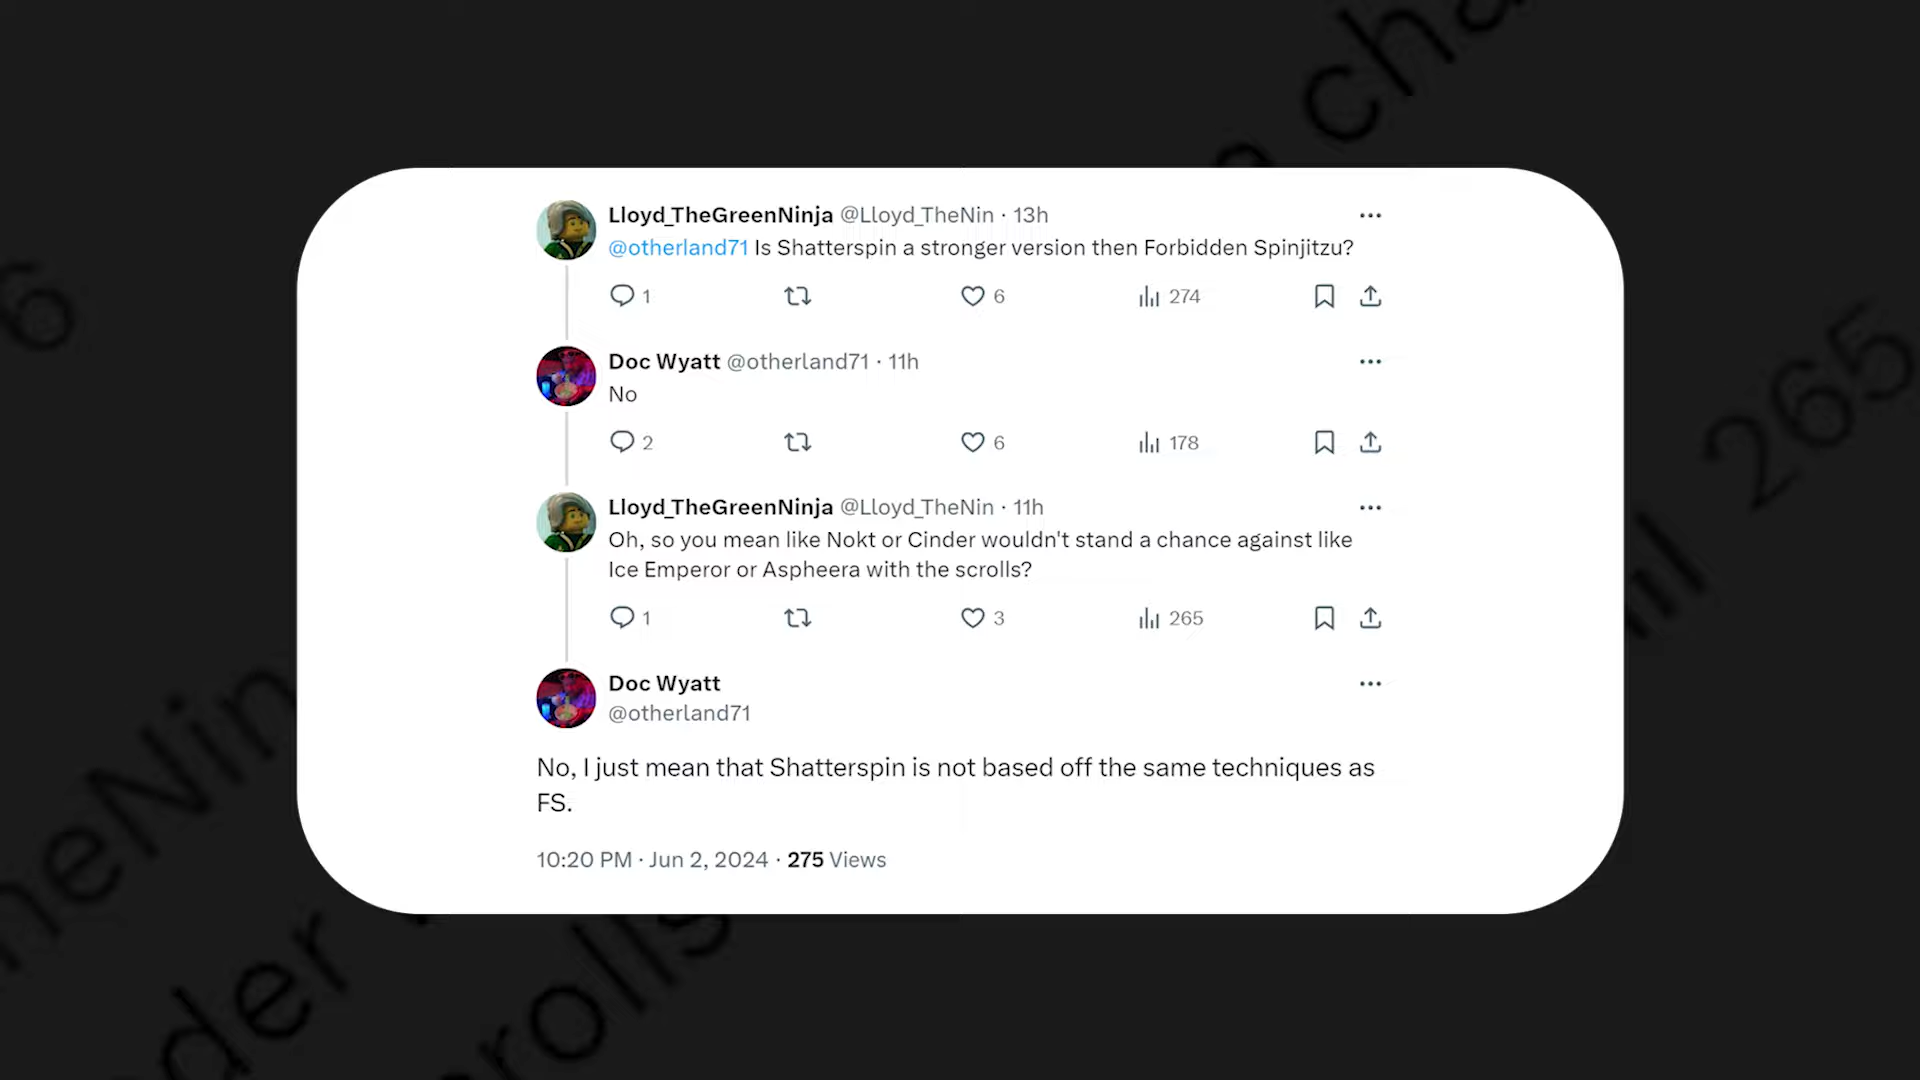 Lloyd_TheGreenNinja @Lloyd_TheNin · 13h
@otherland71 Is Shatterspin a stronger version then Forbidden Spinjitzu?
1 6 274
Doc Wyatt @otherland71 · 11h
No
2 6 178
Lloyd_TheGreenNinja @Lloyd_TheNin · 11h
Oh, so you mean like Nokt or Cinder wouldn't stand a chance against like
Ice Emperor or Aspheera with the scrolls?
1 3 265
Doc Wyatt
@otherland71
No, I just mean that Shatterspin is not based off the same techniques as
FS.
10:20 PM · Jun 2, 2024 · 275 Views